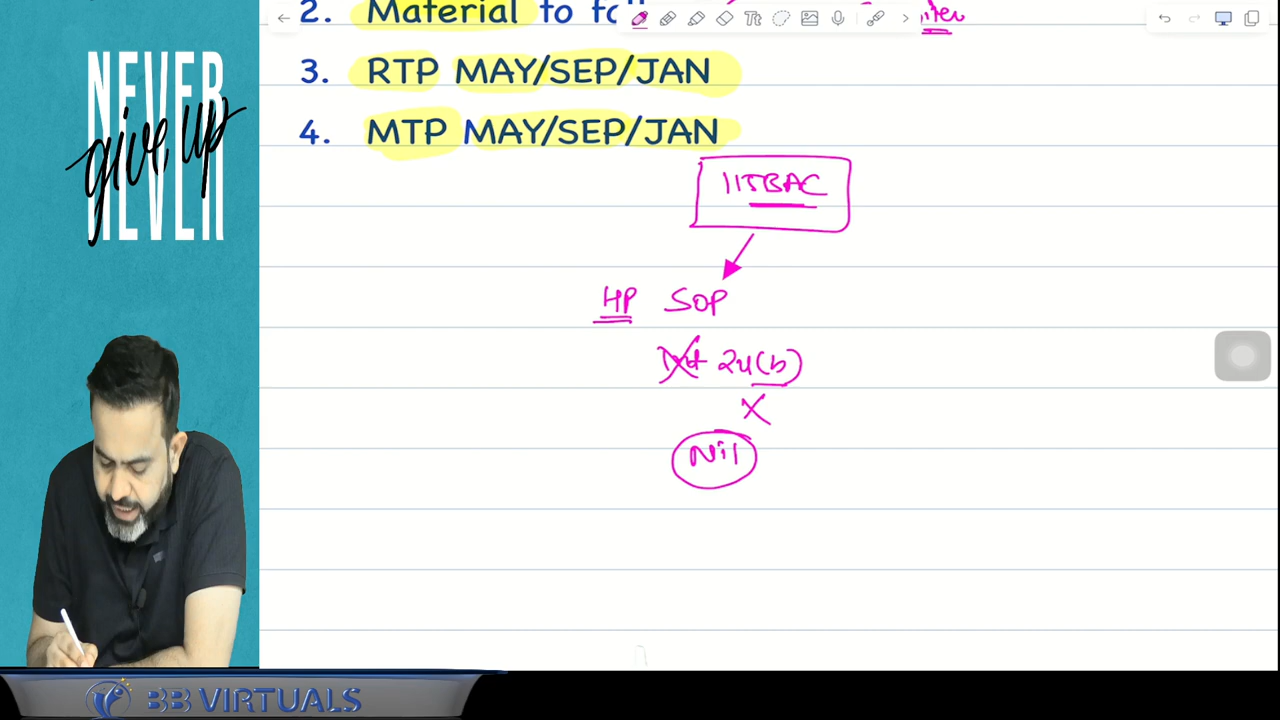 NEVER
give up
NEVER
2. Material to
3. RTP MAY/SEP/JAN
4. MTP MAY/SEP/JAN
115BAC
HP SOP
Int 24(b)
X
Nil
BB VIRTUALS